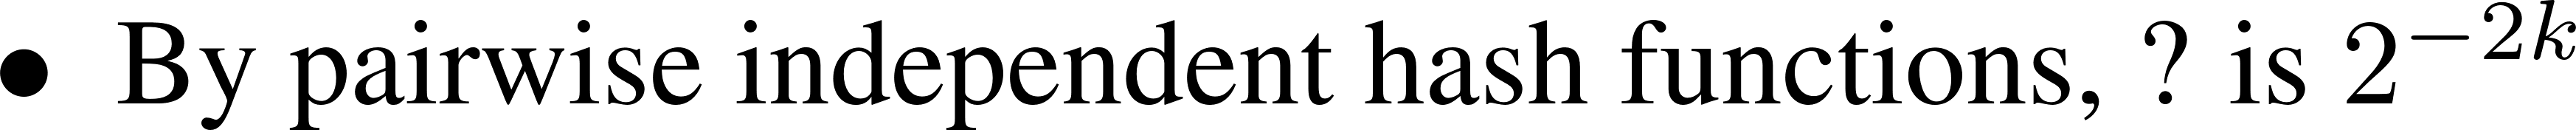 • By pairwise independent hash functions, ? is $2^{-2k}$